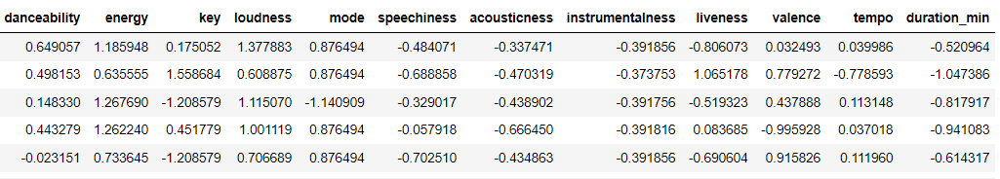 danceability energy key loudness mode speechiness acousticness instrumentalness liveness valence tempo duration_min
0.649057 1.185948 0.175052 1.377883 0.876494 -0.484071 -0.337471 -0.391856 -0.806073 0.032493 0.039986 -0.520964
0.498153 0.635555 1.558684 0.608875 0.876494 -0.688858 -0.470319 -0.373753 1.065178 0.779272 -0.778593 -1.047386
0.148330 1.267690 -1.208579 1.115070 -1.140909 -0.329017 -0.438902 -0.391756 -0.519323 0.437888 0.113148 -0.817917
0.443279 1.262240 0.451779 1.001119 0.876494 -0.057918 -0.666450 -0.391816 0.083685 -0.995928 0.037018 -0.941083
-0.023151 0.733645 -1.208579 0.706689 0.876494 -0.702510 -0.434863 -0.391856 -0.690604 0.915826 0.111960 -0.614317